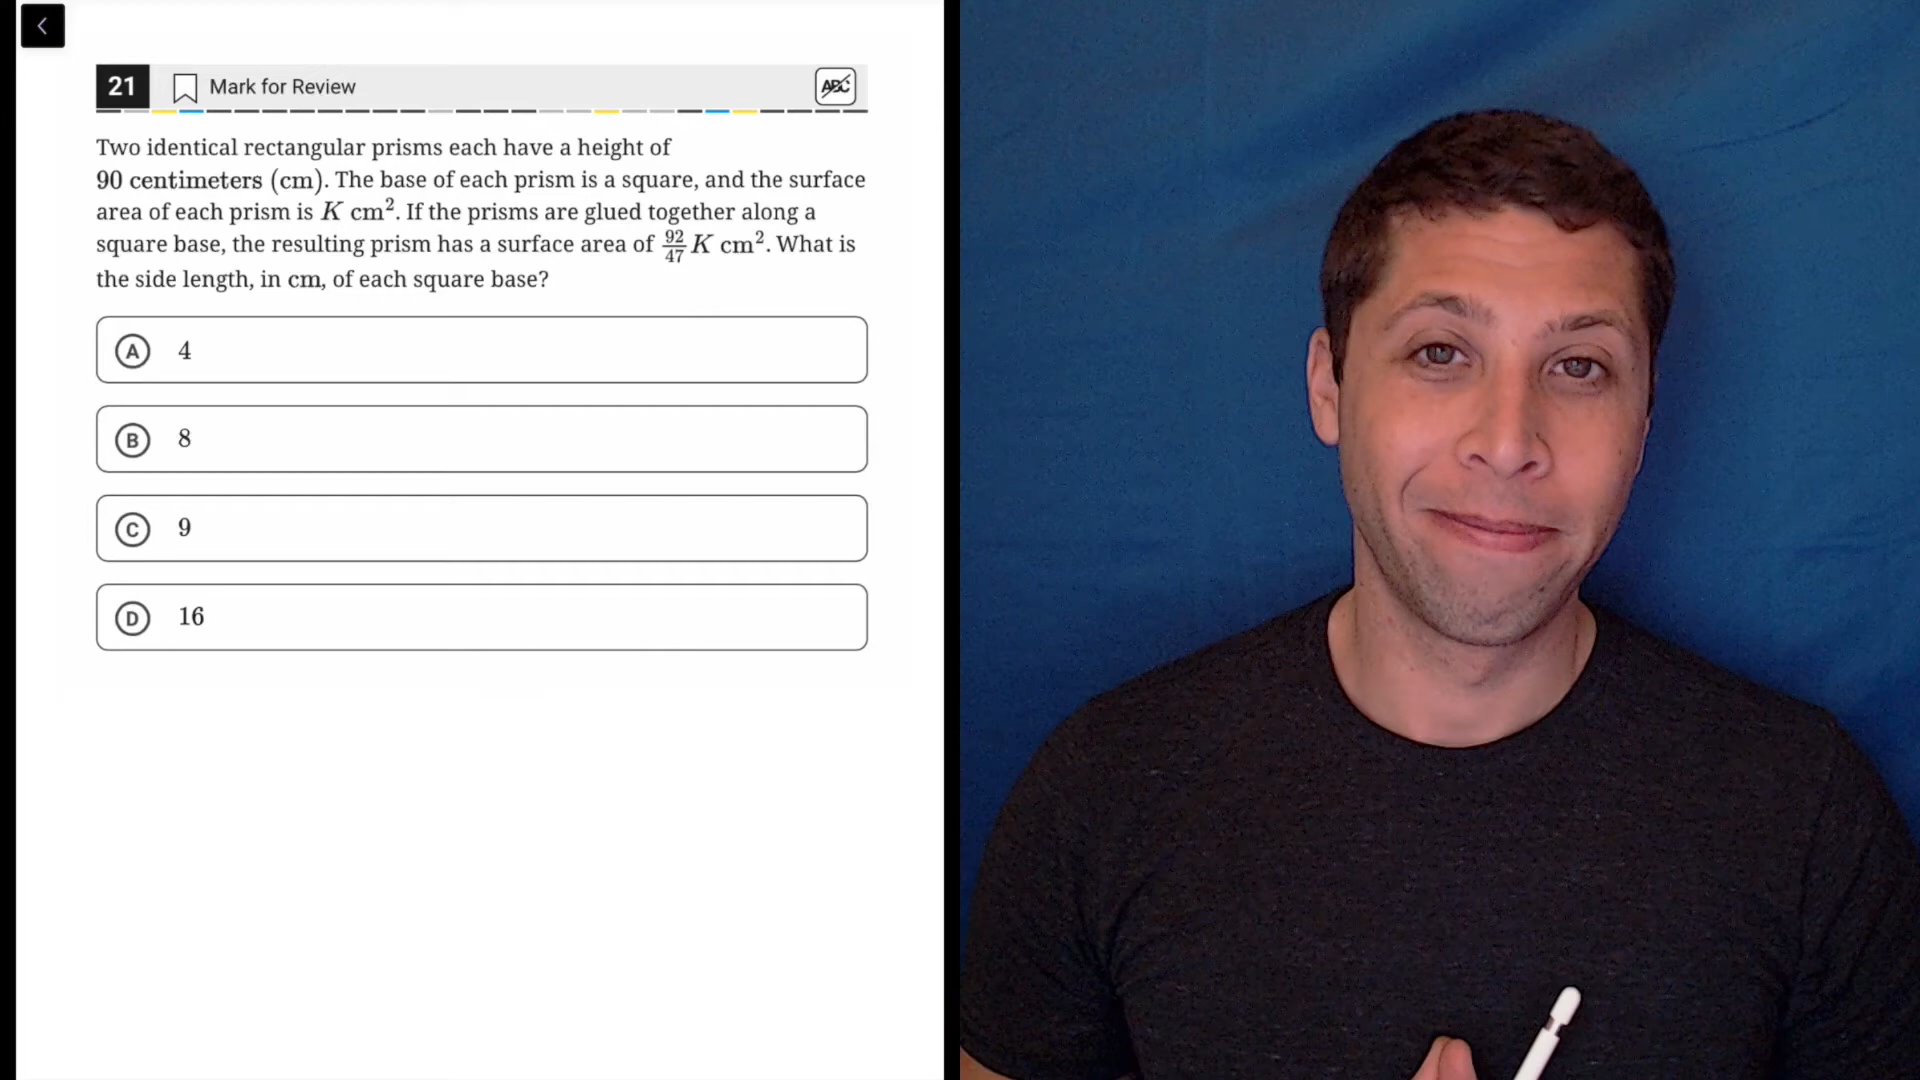 21 Mark for Review ABC
Two identical rectangular prisms each have a height of
90 centimeters (cm). The base of each prism is a square, and the surface
area of each prism is K cm². If the prisms are glued together along a
square base, the resulting prism has a surface area of 92/47 K cm². What is
the side length, in cm, of each square base?
A 4
B 8
C 9
D 16